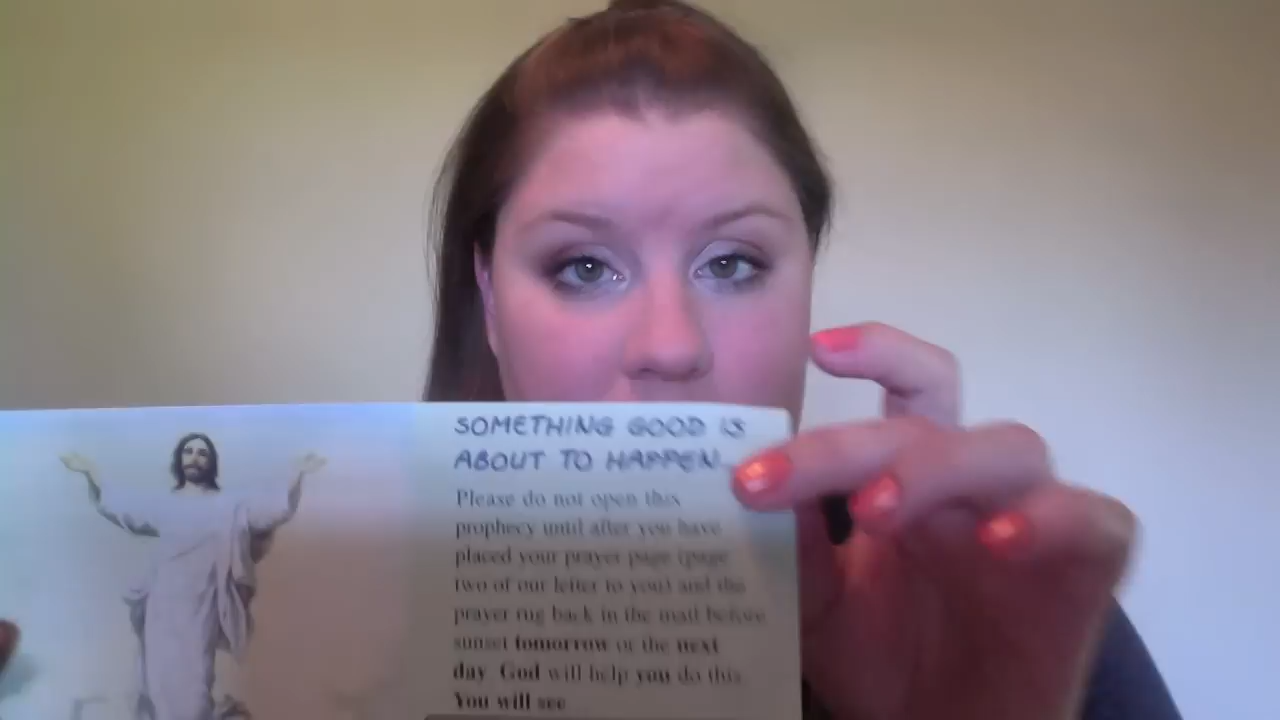 SOMETHING GOOD IS
ABOUT TO HAPPEN...
Please do not open this
prophecy until after you have
placed your prayer page (page
two of our letter to you) and the
prayer rug back in the mail before
sunset tomorrow or the next
day. God will help you do this.
You will see